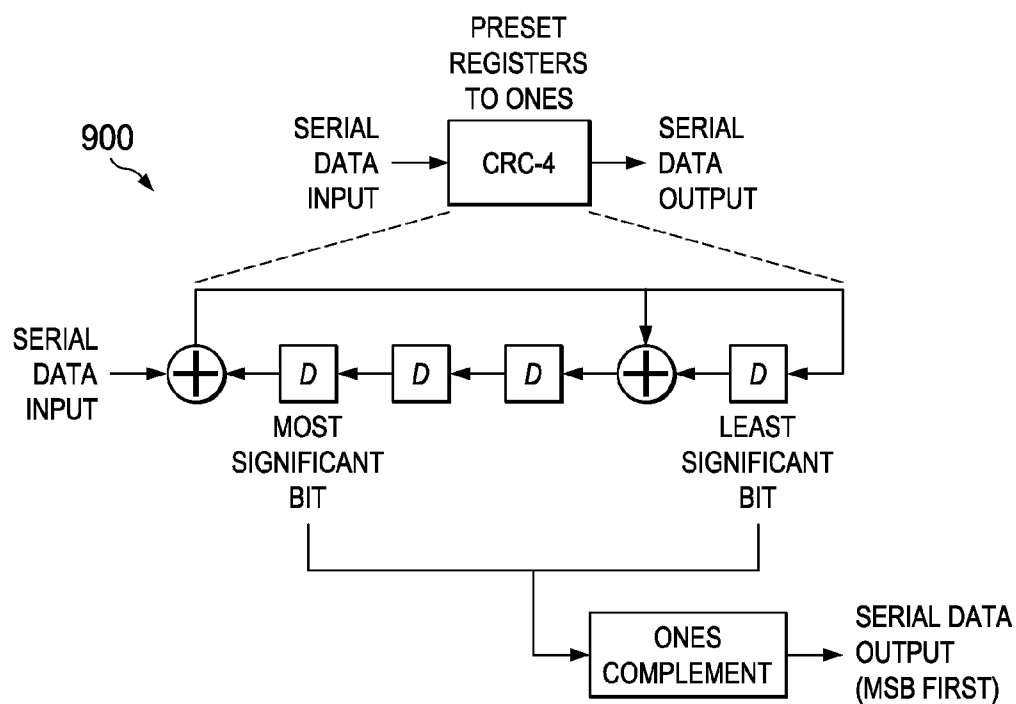 PRESET
REGISTERS
TO ONES
900
SERIAL
DATA
INPUT
CRC-4
SERIAL
DATA
OUTPUT
SERIAL
DATA
INPUT
D
D
D
D
MOST
SIGNIFICANT
BIT
LEAST
SIGNIFICANT
BIT
ONES
COMPLEMENT
SERIAL DATA
OUTPUT
(MSB FIRST)